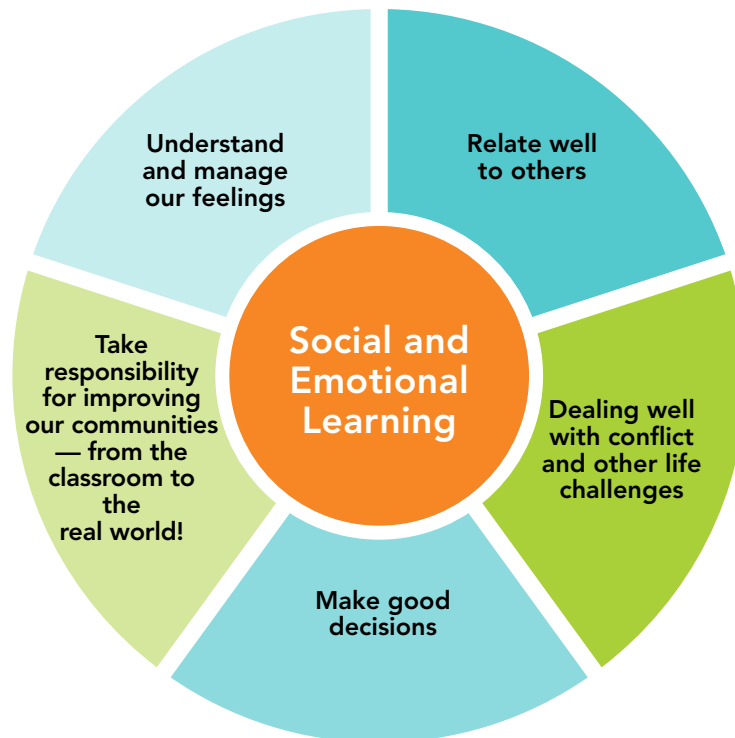 Understand
and manage
our feelings
Relate well
to others
Social and
Emotional
Learning
Take
responsibility
for improving
our communities
— from the
classroom to
the
real world!
Dealing well
with conflict
and other life
challenges
Make good
decisions